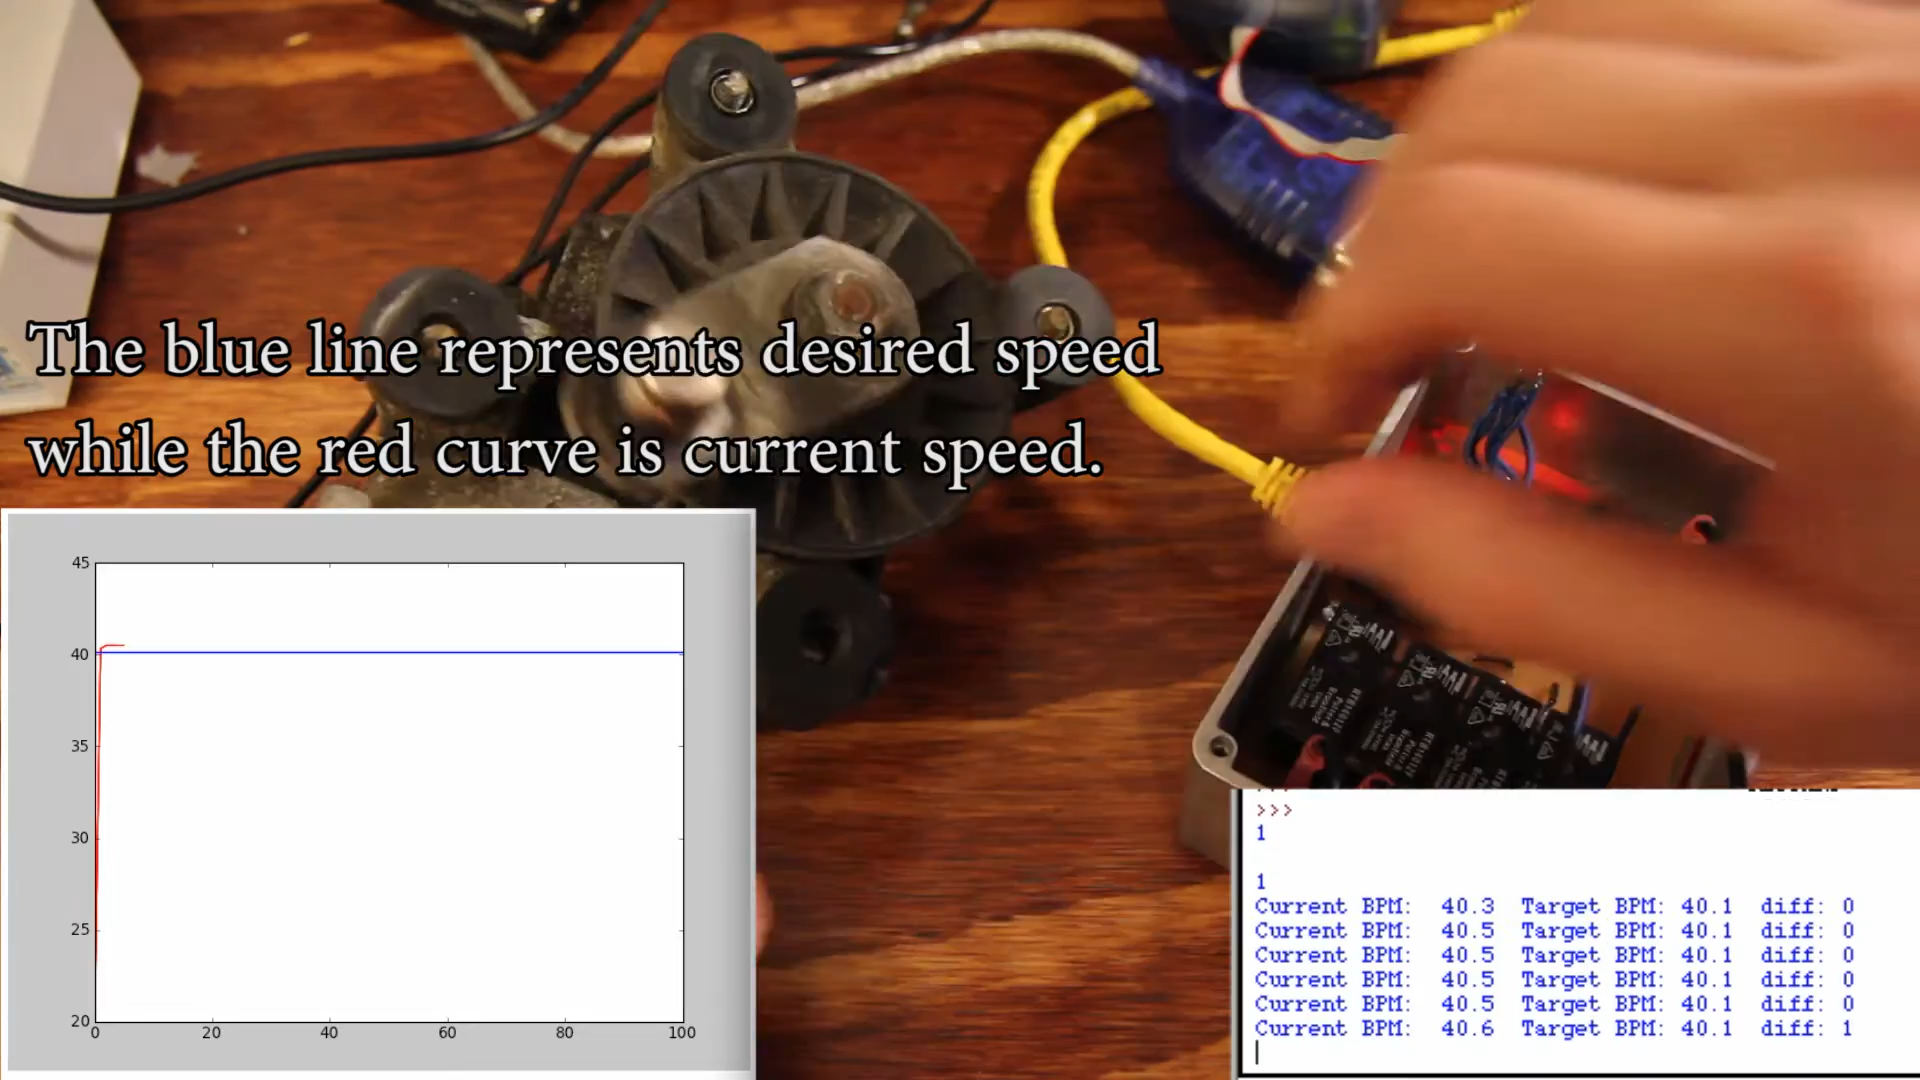 The blue line represents desired speed
while the red curve is current speed.
45
40
35
30
25
20
0 20 40 60 80 100
>>>
1
1
Current BPM: 40.3 Target BPM: 40.1 diff: 0
Current BPM: 40.5 Target BPM: 40.1 diff: 0
Current BPM: 40.5 Target BPM: 40.1 diff: 0
Current BPM: 40.5 Target BPM: 40.1 diff: 0
Current BPM: 40.5 Target BPM: 40.1 diff: 0
Current BPM: 40.6 Target BPM: 40.1 diff: 1